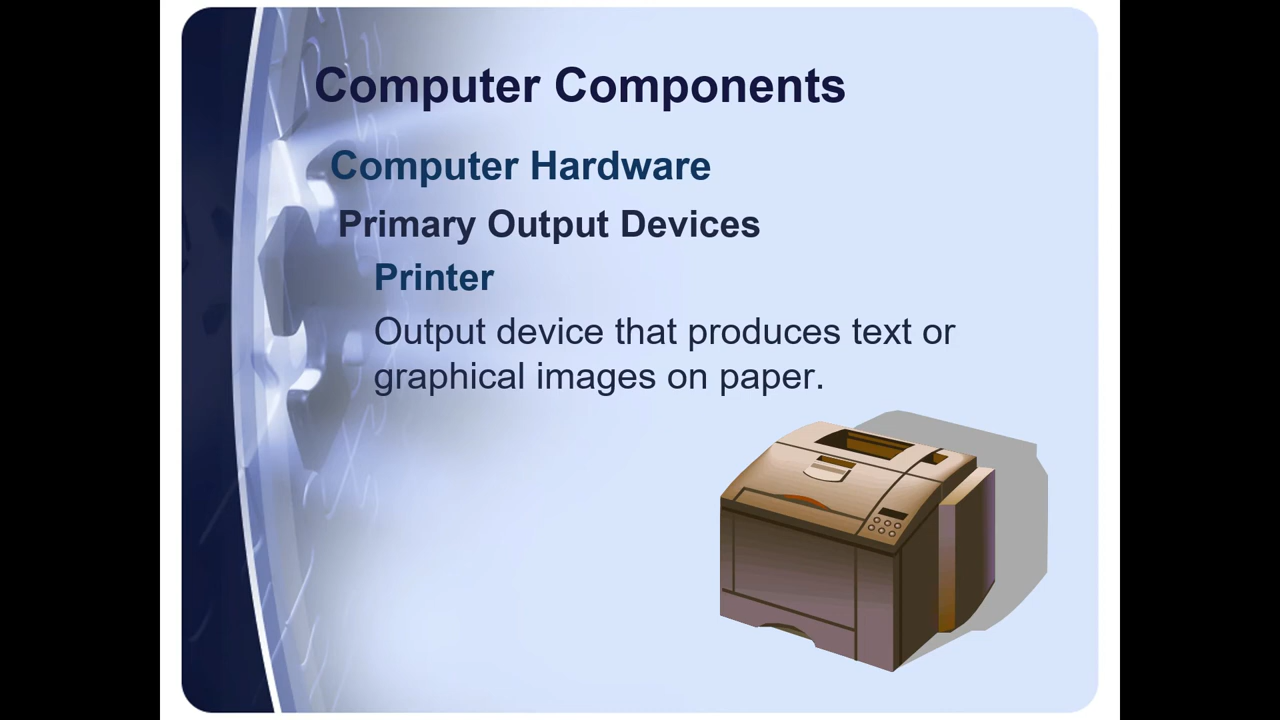 Computer Components
Computer Hardware
Primary Output Devices
Printer
Output device that produces text or
graphical images on paper.